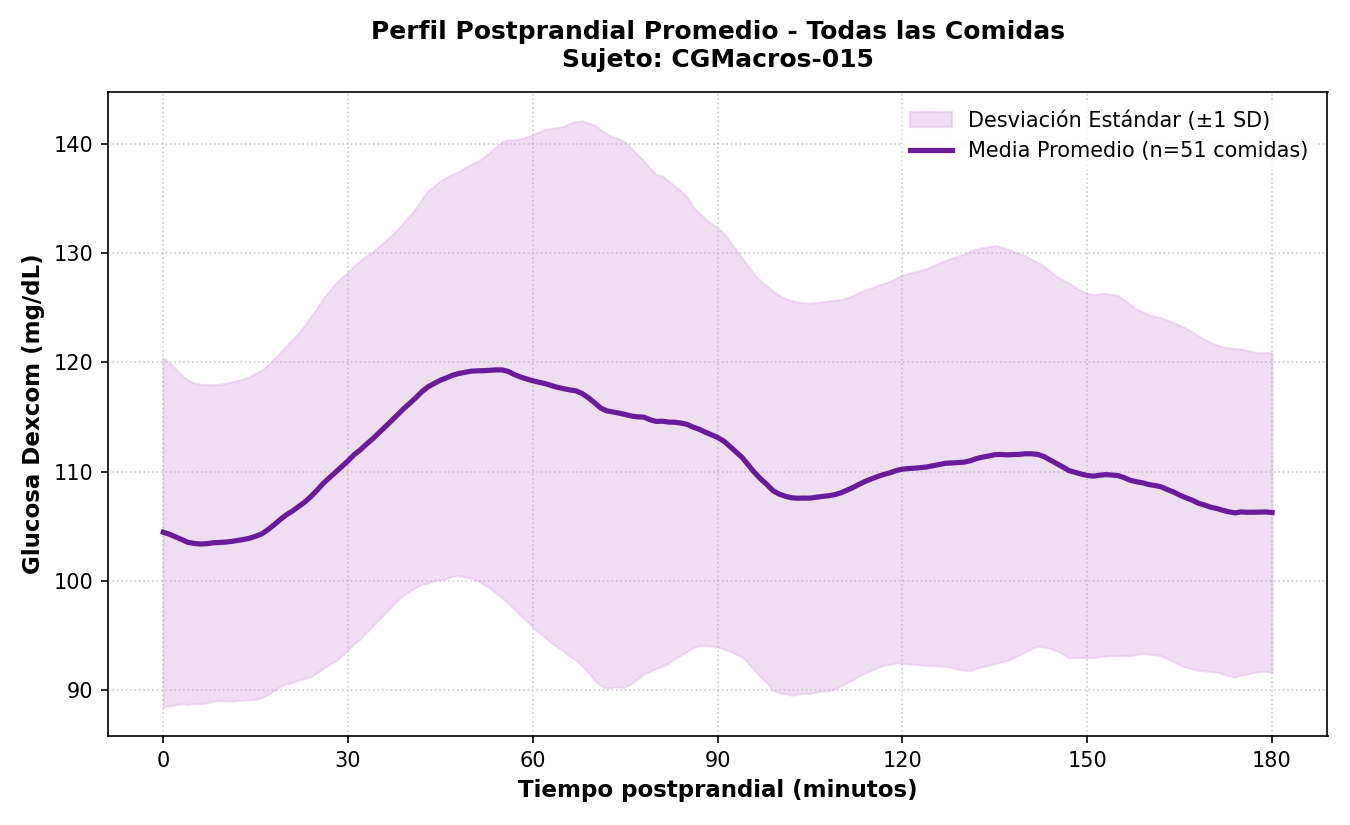 Perfil Postprandial Promedio - Todas las Comidas
Sujeto: CGMacros-015
Desviación Estándar (±1 SD)
Media Promedio (n=51 comidas)
Glucosa Dexcom (mg/dL)
140
130
120
110
100
90
0 30 60 90 120 150 180
Tiempo postprandial (minutos)